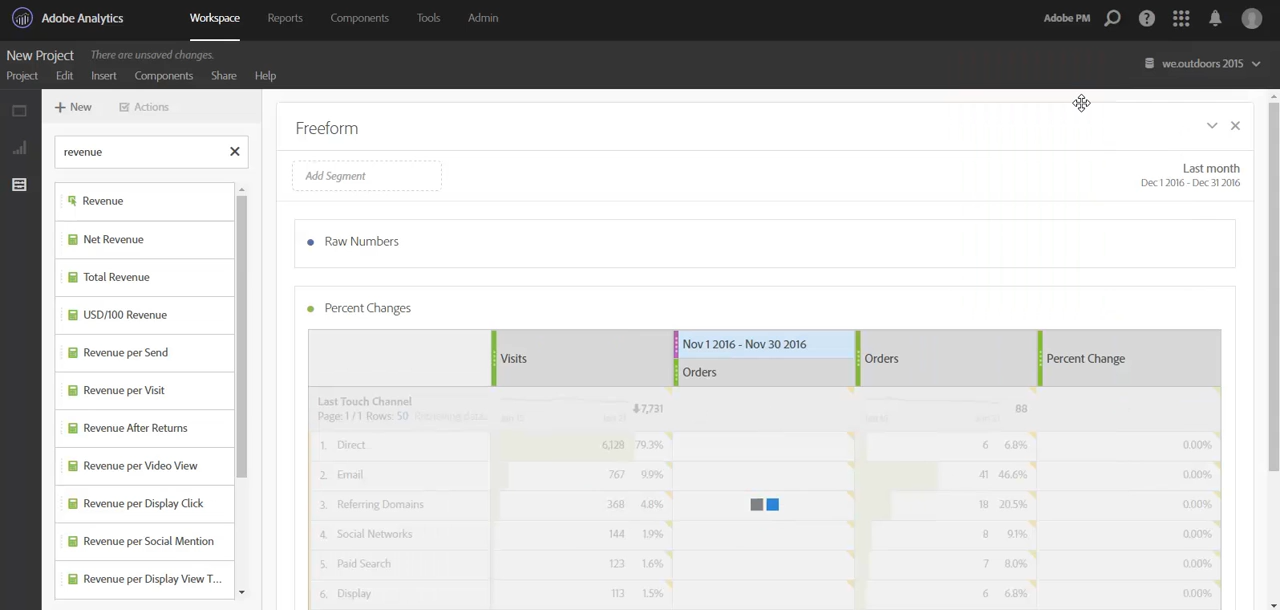 Adobe Analytics Workspace Reports Components Tools Admin Adobe PM
New Project There are unsaved changes.
Project Edit Insert Components Share Help
we.outdoors 2015
+ New Actions
revenue
Revenue
Net Revenue
Total Revenue
USD/100 Revenue
Revenue per Send
Revenue per Visit
Revenue After Returns
Revenue per Video View
Revenue per Display Click
Revenue per Social Mention
Revenue per Display View T...
Freeform
Add Segment
Last month
Dec 1 2016 - Dec 31 2016
Raw Numbers
Percent Changes
Visits
Nov 1 2016 - Nov 30 2016
Orders
Orders
Percent Change
Last Touch Channel
Page: 1 / 1 Rows: 50
7,731
88
1. Direct 6,128 79.3% 6 6.8% 0.00%
2. Email 767 9.9% 41 46.6% 0.00%
3. Referring Domains 368 4.8% 18 20.5% 0.00%
4. Social Networks 144 1.9% 8 9.1% 0.00%
5. Paid Search 123 1.6% 7 8.0% 0.00%
6. Display 113 1.5% 6 6.8% 0.00%